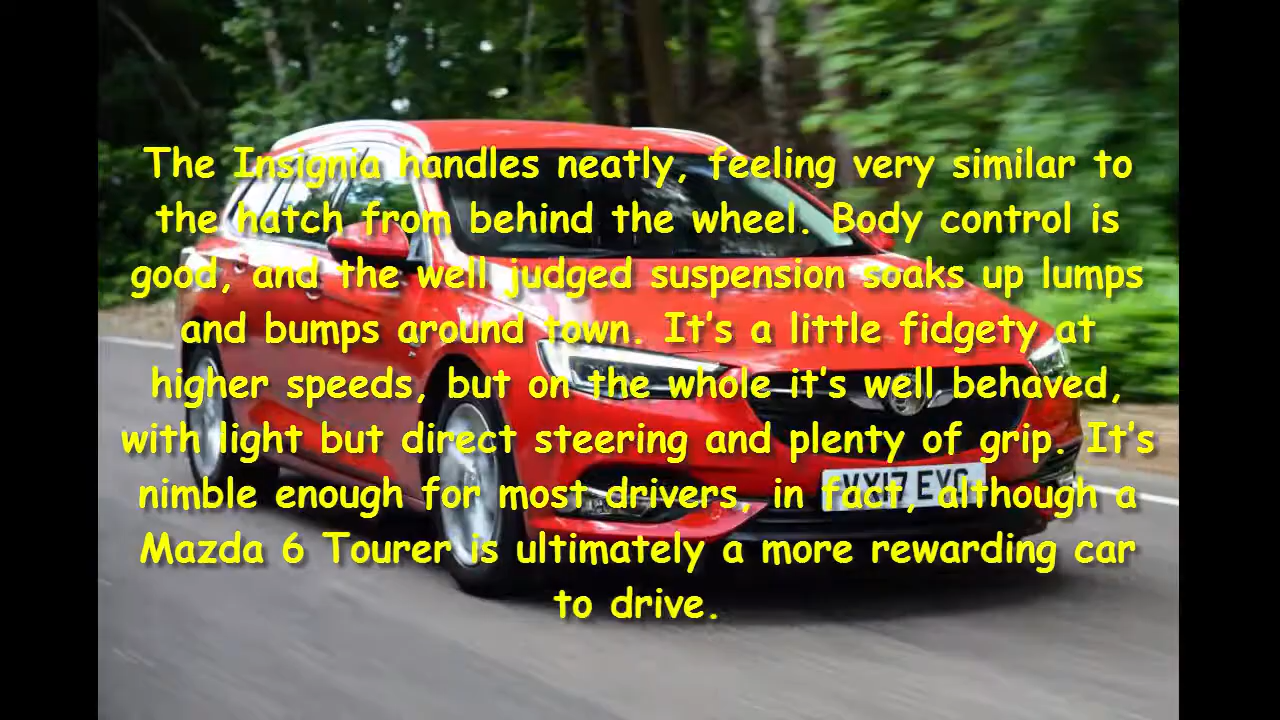 The Insignia handles neatly, feeling very similar to
the hatch from behind the wheel. Body control is
good, and the well judged suspension soaks up lumps
and bumps around town. It's a little fidgety at
higher speeds, but on the whole it's well behaved,
with light but direct steering and plenty of grip. It's
nimble enough for most drivers, in fact, although a
Mazda 6 Tourer is ultimately a more rewarding car
to drive.